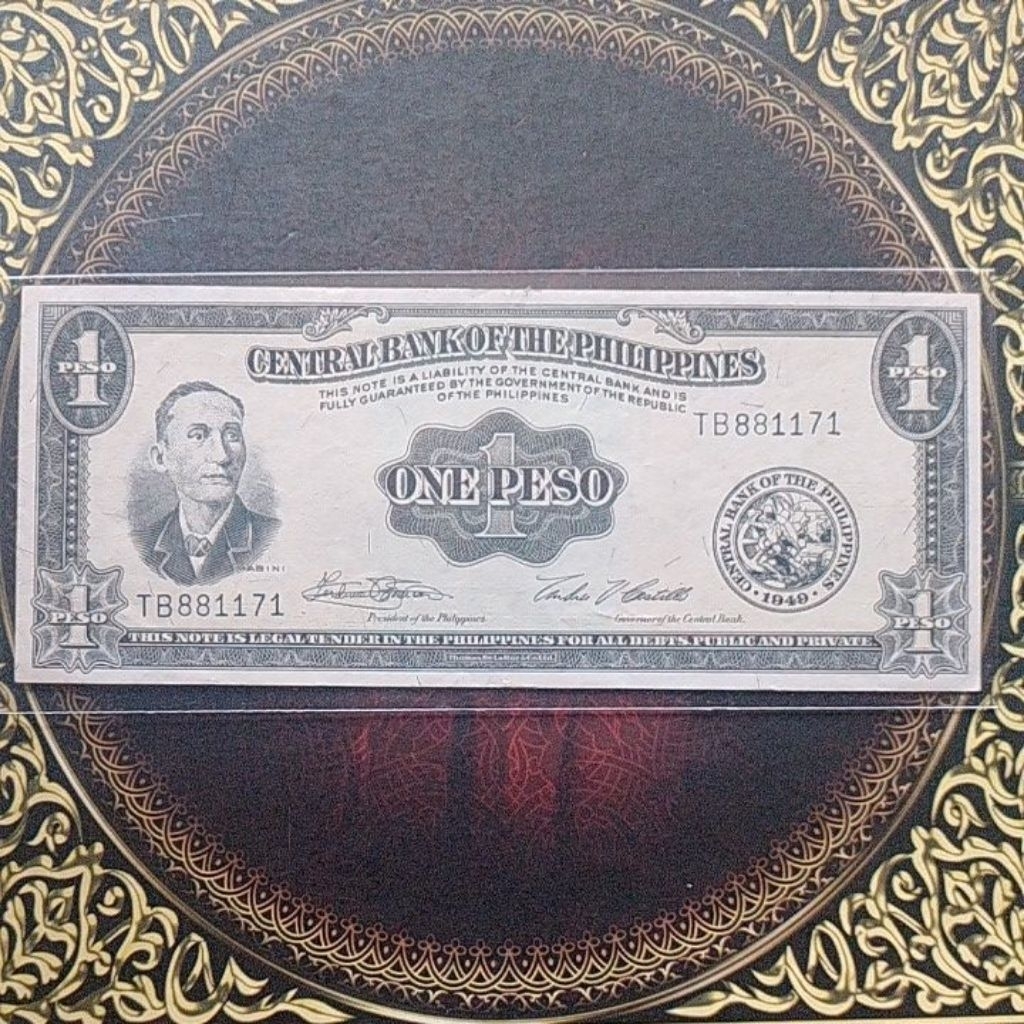 1
PESO
CENTRAL BANK OF THE PHILIPPINES
1
PESO
THIS NOTE IS A LIABILITY OF THE CENTRAL BANK AND IS
FULLY GUARANTEED BY THE GOVERNMENT OF THE REPUBLIC
OF THE PHILIPPINES
TB881171
1
ONE PESO
CENTRAL BANK OF THE PHILIPPINES
1949
MABINI
TB881171
President of the Philippines
Governor of the Central Bank.
1
PESO
1
PESO
THIS NOTE IS LEGAL TENDER IN THE PHILIPPINES FOR ALL DEBTS, PUBLIC AND PRIVATE